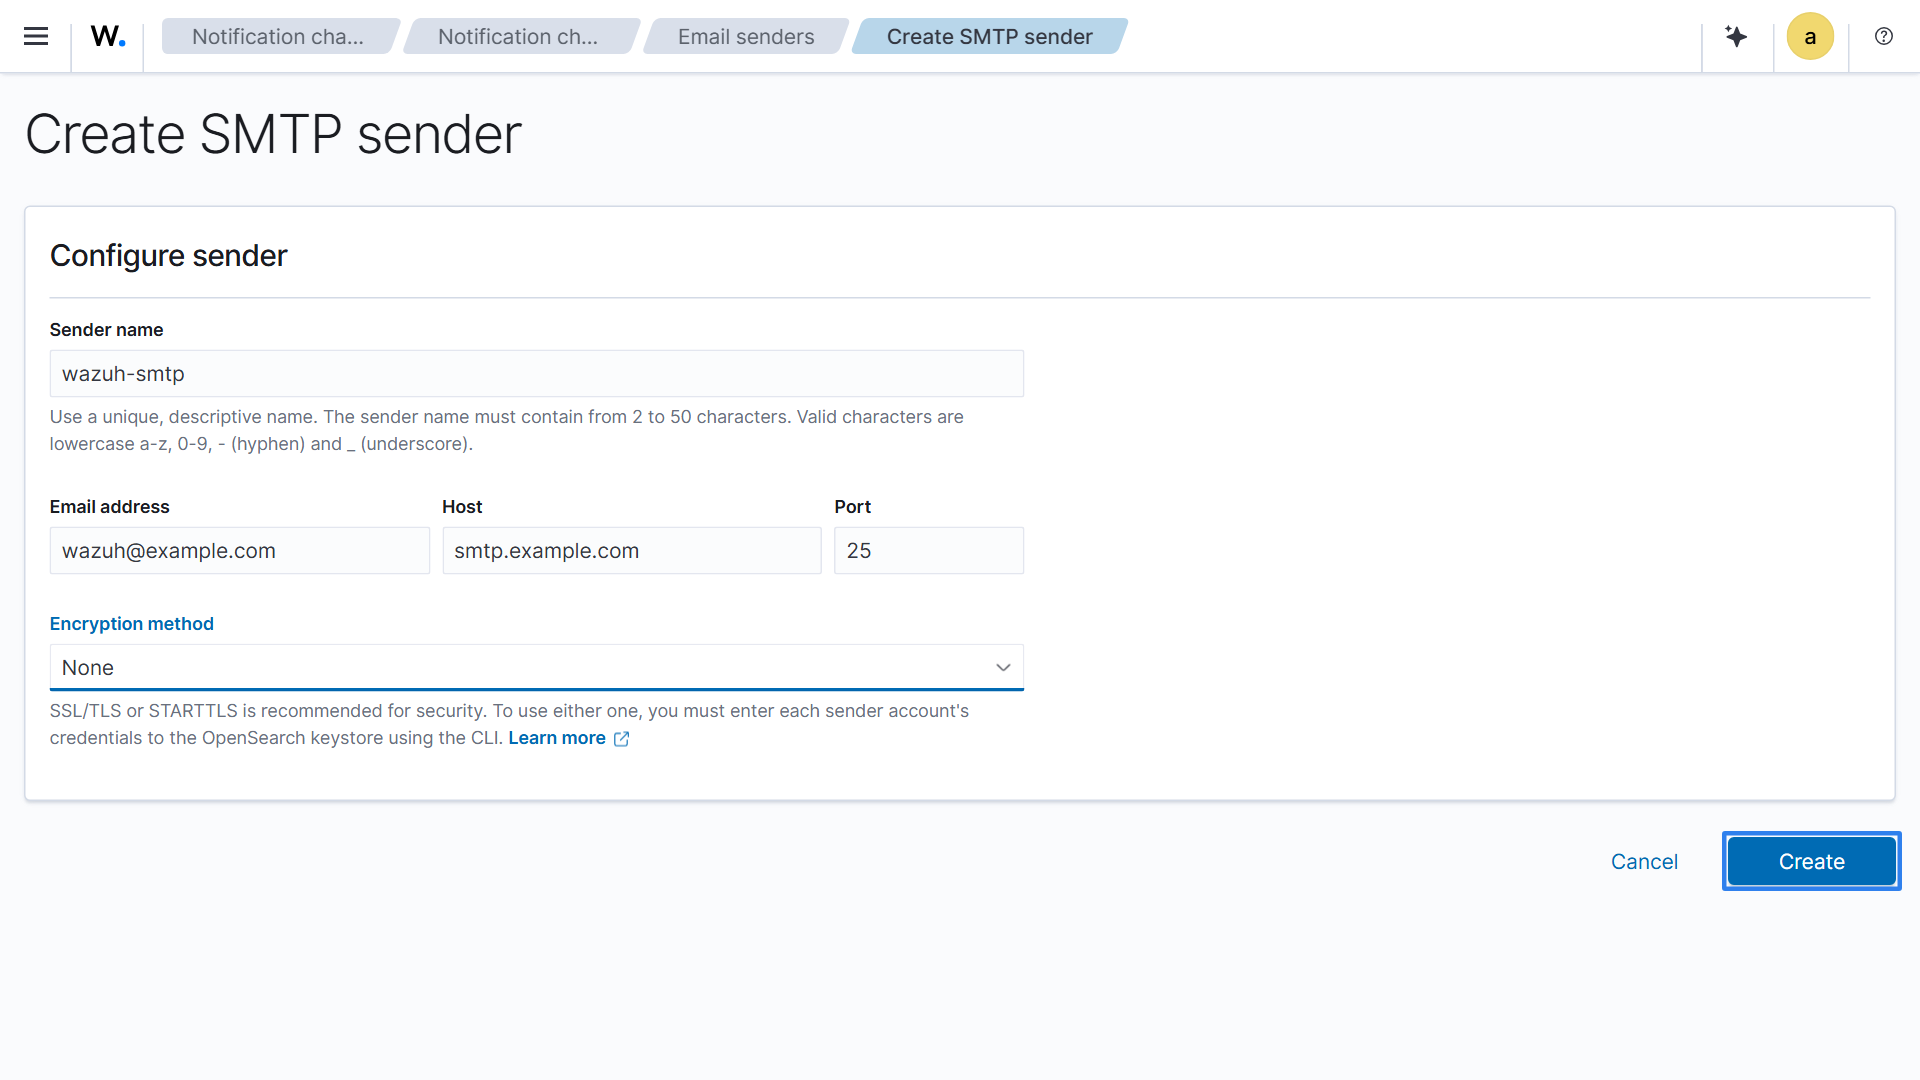 W.
Notification cha...
Notification ch...
Email senders
Create SMTP sender
a
Create SMTP sender
Configure sender
Sender name
wazuh-smtp
Use a unique, descriptive name. The sender name must contain from 2 to 50 characters. Valid characters are
lowercase a-z, 0-9, - (hyphen) and _ (underscore).
Email address
Host
Port
wazuh@example.com
smtp.example.com
25
Encryption method
None
SSL/TLS or STARTTLS is recommended for security. To use either one, you must enter each sender account's
credentials to the OpenSearch keystore using the CLI. Learn more
Cancel
Create